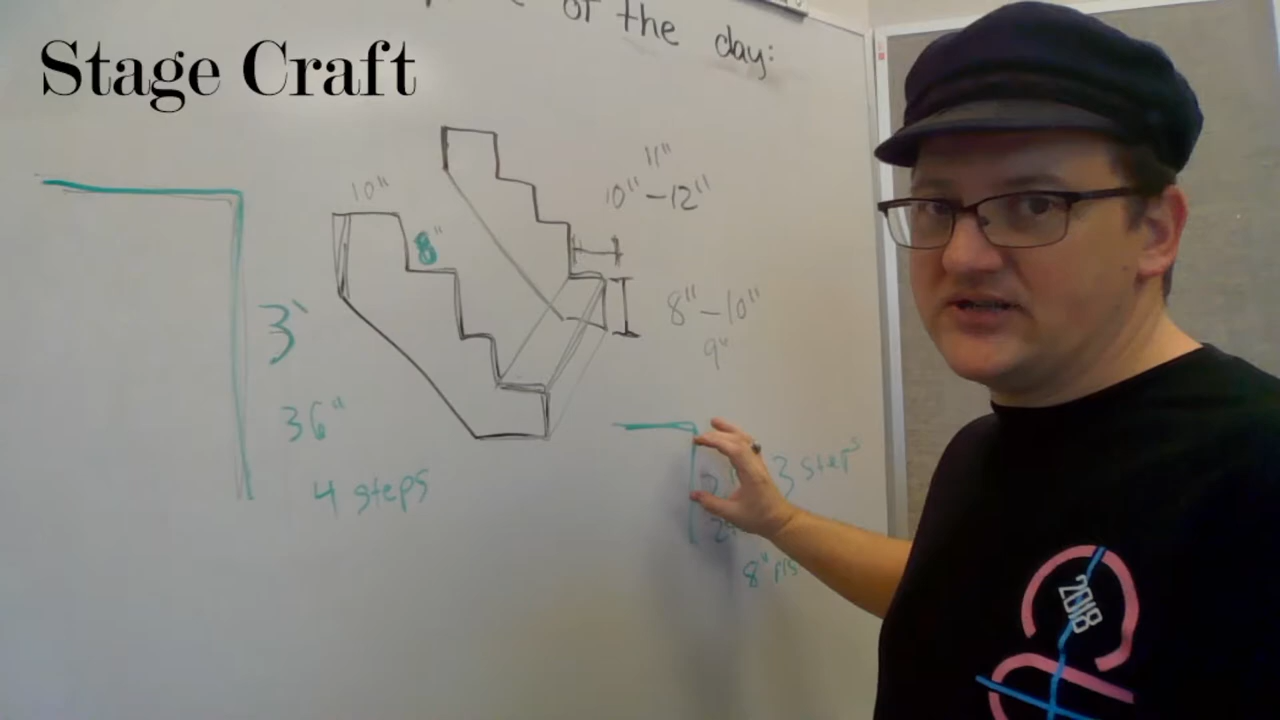 of the day:
Stage Craft
11"
10" 10"-12"
8"
3' 8"-10"
9"
36"
3 steps
4 steps
8"
2018